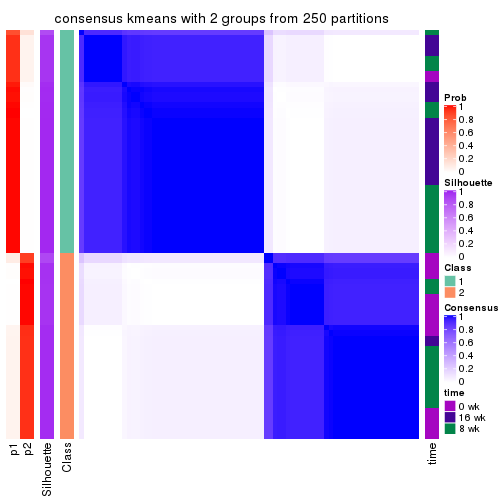 consensus kmeans with 2 groups from 250 partitions
Prob
1
0.8
0.6
0.4
0.2
0
Silhouette
1
0.8
0.6
0.4
0.2
0
Class
1
2
Consensus
1
0.8
0.6
0.4
0.2
0
time
0 wk
16 wk
8 wk
p1
p2
Silhouette
Class
time